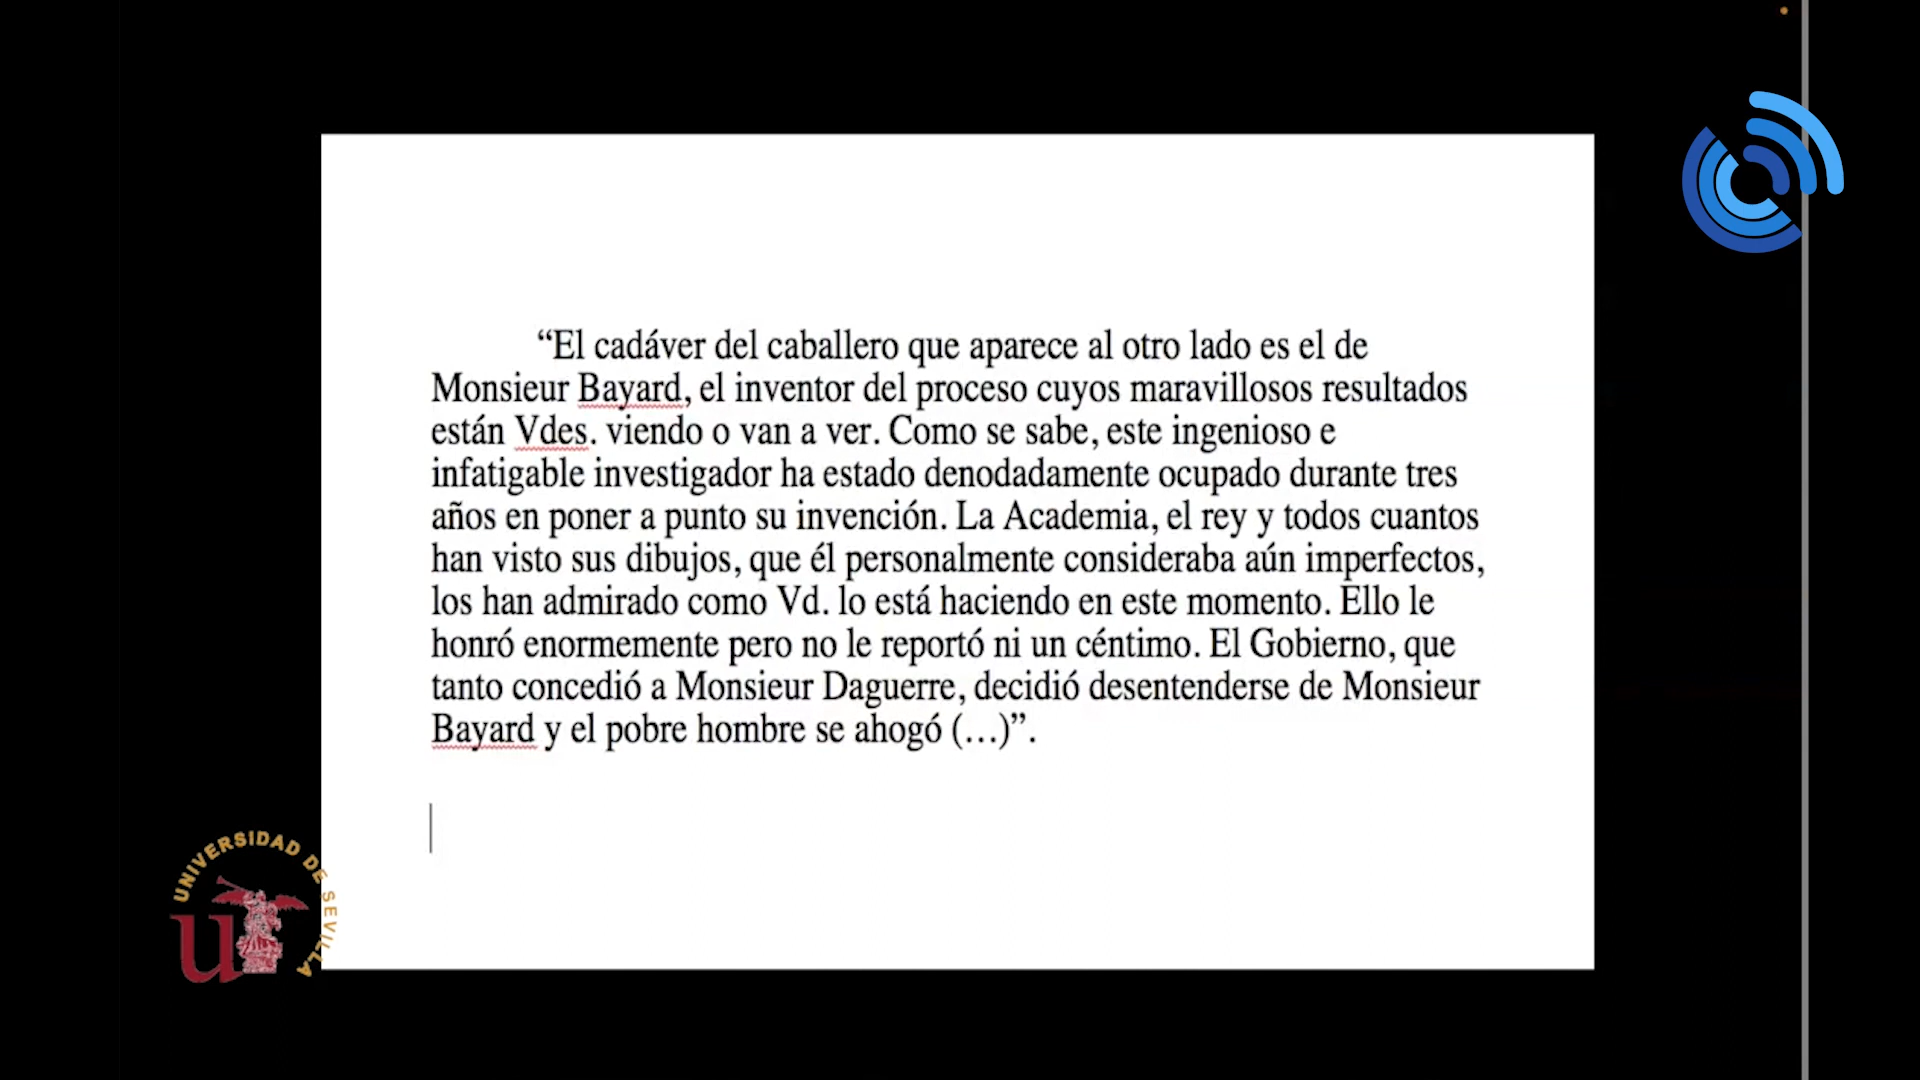 “El cadáver del caballero que aparece al otro lado es el de
Monsieur Bayard, el inventor del proceso cuyos maravillosos resultados
están Vdes. viendo o van a ver. Como se sabe, este ingenioso e
infatigable investigador ha estado denodadamente ocupado durante tres
años en poner a punto su invención. La Academia, el rey y todos cuantos
han visto sus dibujos, que él personalmente consideraba aún imperfectos,
los han admirado como Vd. lo está haciendo en este momento. Ello le
honró enormemente pero no le reportó ni un céntimo. El Gobierno, que
tanto concedió a Monsieur Daguerre, decidió desentenderse de Monsieur
Bayard y el pobre hombre se ahogó (…)”.
UNIVERSIDAD DE SEVILLA
u